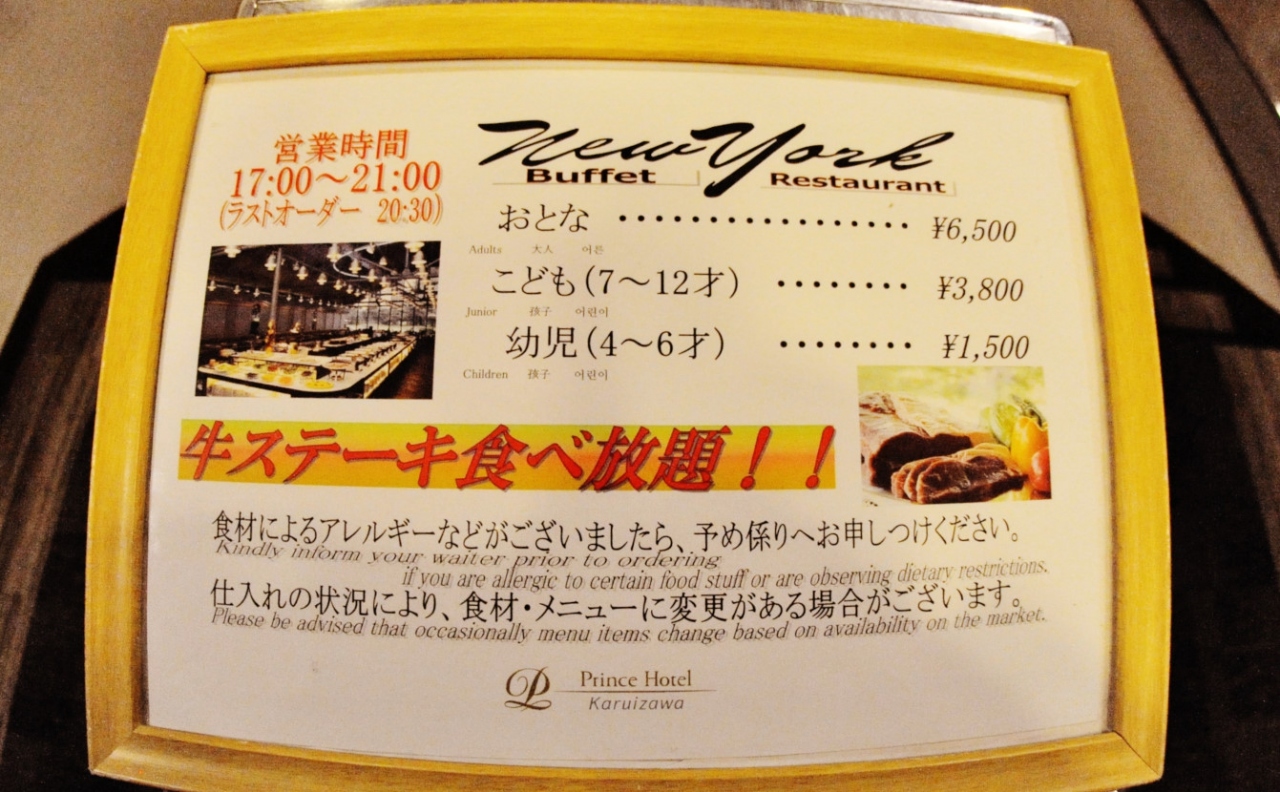 営業時間
17:00～21:00
(ラストオーダー 20:30)
New York
Buffet Restaurant
おとな ・・・・・・・・・・・・・・・・・ ¥6,500
Adults 大人 어른
こども(7～12才) ・・・・・・・・ ¥3,800
Junior 孩子 어린이
幼児(4～6才) ・・・・・・・・ ¥1,500
Children 孩子 어린이
牛ステーキ食べ放題！！
食材によるアレルギーなどがございましたら、予め係りへお申しつけください。
Kindly inform your waiter prior to ordering
if you are allergic to certain food stuff or are observing dietary restrictions.
仕入れの状況により、食材・メニューに変更がある場合がございます。
Please be advised that occasionally menu items change based on availability on the market.
Prince Hotel
Karuizawa